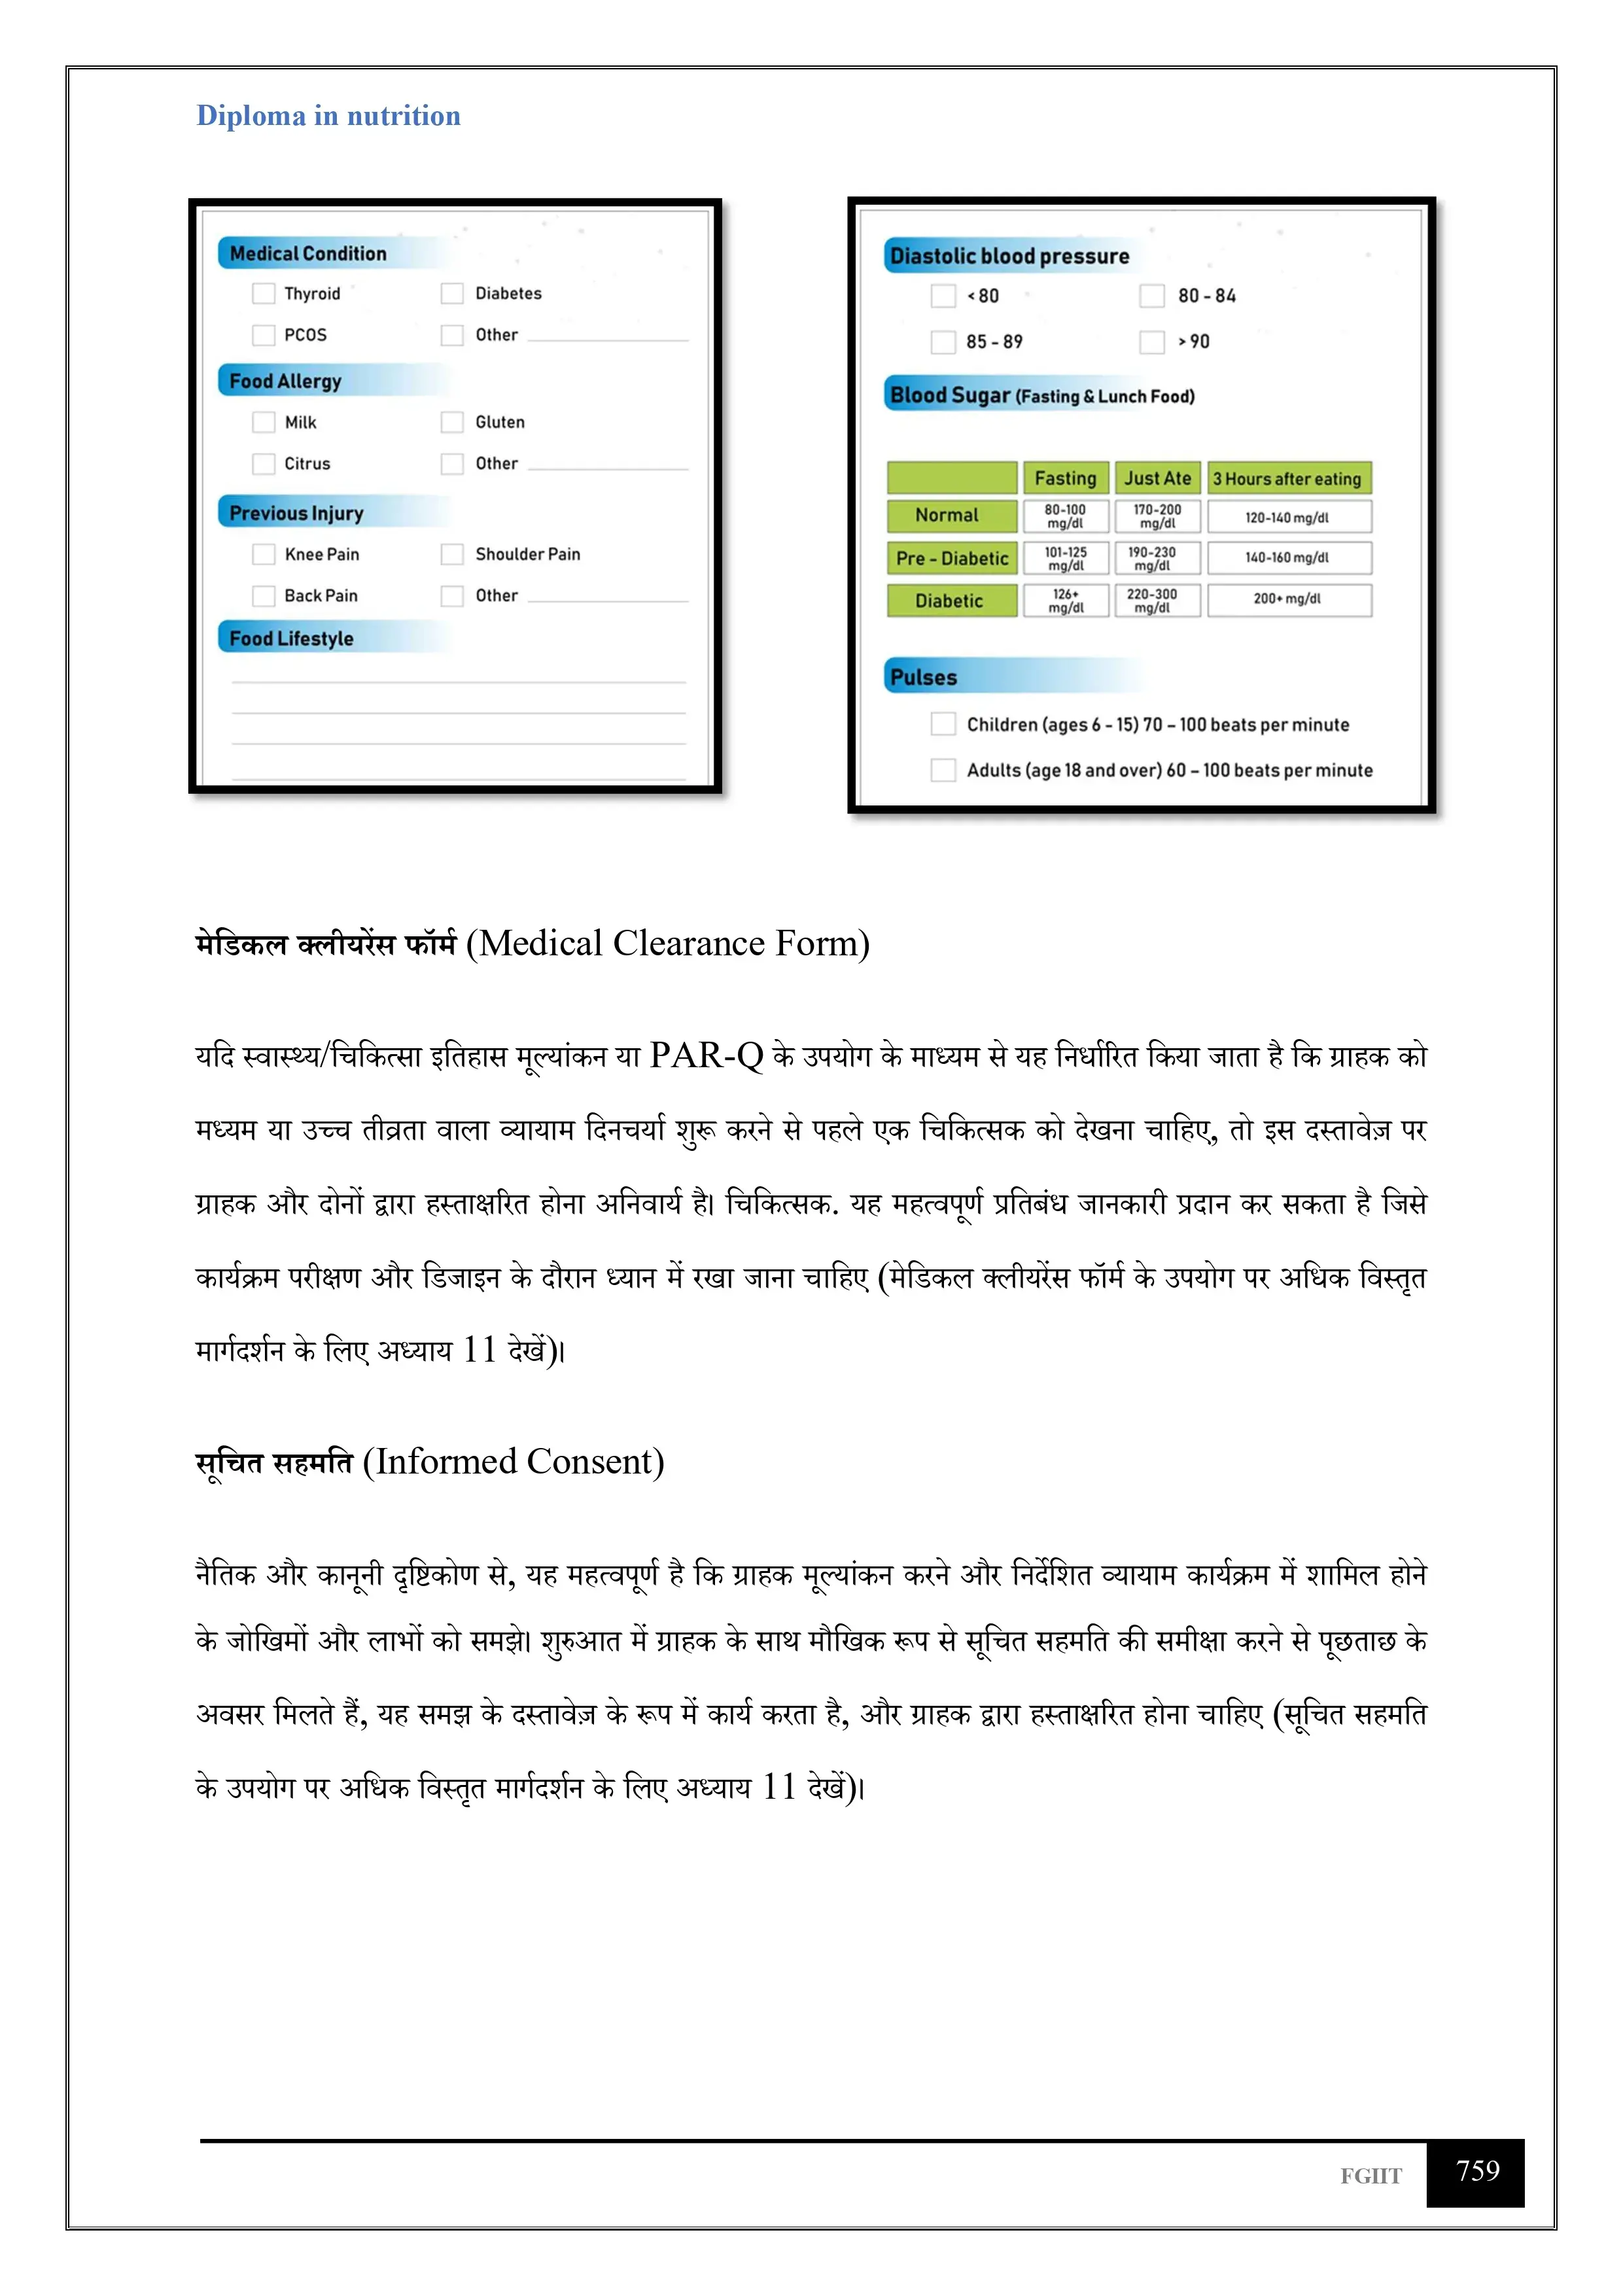 Diploma in nutrition
Medical Condition
Thyroid Diabetes
PCOS Other
Food Allergy
Milk Gluten
Citrus Other
Previous Injury
Knee Pain Shoulder Pain
Back Pain Other
Food Lifestyle
Diastolic blood pressure
< 80 80 - 84
85 - 89 > 90
Blood Sugar (Fasting & Lunch Food)
Fasting Just Ate 3 Hours after eating
Normal 80-100 mg/dl 170-200 mg/dl 120-140 mg/dl
Pre - Diabetic 101-125 mg/dl 190-230 mg/dl 140-160 mg/dl
Diabetic 126+ mg/dl 220-300 mg/dl 200+ mg/dl
Pulses
Children (ages 6 - 15) 70 – 100 beats per minute
Adults (age 18 and over) 60 – 100 beats per minute
मेडिकल क्लीयरेंस फॉर्म (Medical Clearance Form)
यदि स्वास्थ्य/चिकित्सा इतिहास मूल्यांकन या PAR-Q के उपयोग के माध्यम से यह निर्धारित किया जाता है कि ग्राहक को
मध्यम या उच्च तीव्रता वाला व्यायाम दिनचर्या शुरू करने से पहले एक चिकित्सक को देखना चाहिए, तो इस दस्तावेज़ पर
ग्राहक और दोनों द्वारा हस्ताक्षरित होना अनिवार्य है। चिकित्सक. यह महत्वपूर्ण प्रतिबंध जानकारी प्रदान कर सकता है जिसे
कार्यक्रम परीक्षण और डिजाइन के दौरान ध्यान में रखा जाना चाहिए (मेडिकल क्लीयरेंस फॉर्म के उपयोग पर अधिक विस्तृत
मार्गदर्शन के लिए अध्याय 11 देखें)।
सूचित सहमति (Informed Consent)
नैतिक और कानूनी दृष्टिकोण से, यह महत्वपूर्ण है कि ग्राहक मूल्यांकन करने और निर्देशित व्यायाम कार्यक्रम में शामिल होने
के जोखिमों और लाभों को समझे। शुरुआत में ग्राहक के साथ मौखिक रूप से सूचित सहमति की समीक्षा करने से पूछताछ के
अवसर मिलते हैं, यह समझ के दस्तावेज़ के रूप में कार्य करता है, और ग्राहक द्वारा हस्ताक्षरित होना चाहिए (सूचित सहमति
के उपयोग पर अधिक विस्तृत मार्गदर्शन के लिए अध्याय 11 देखें)।
FGIIT 759